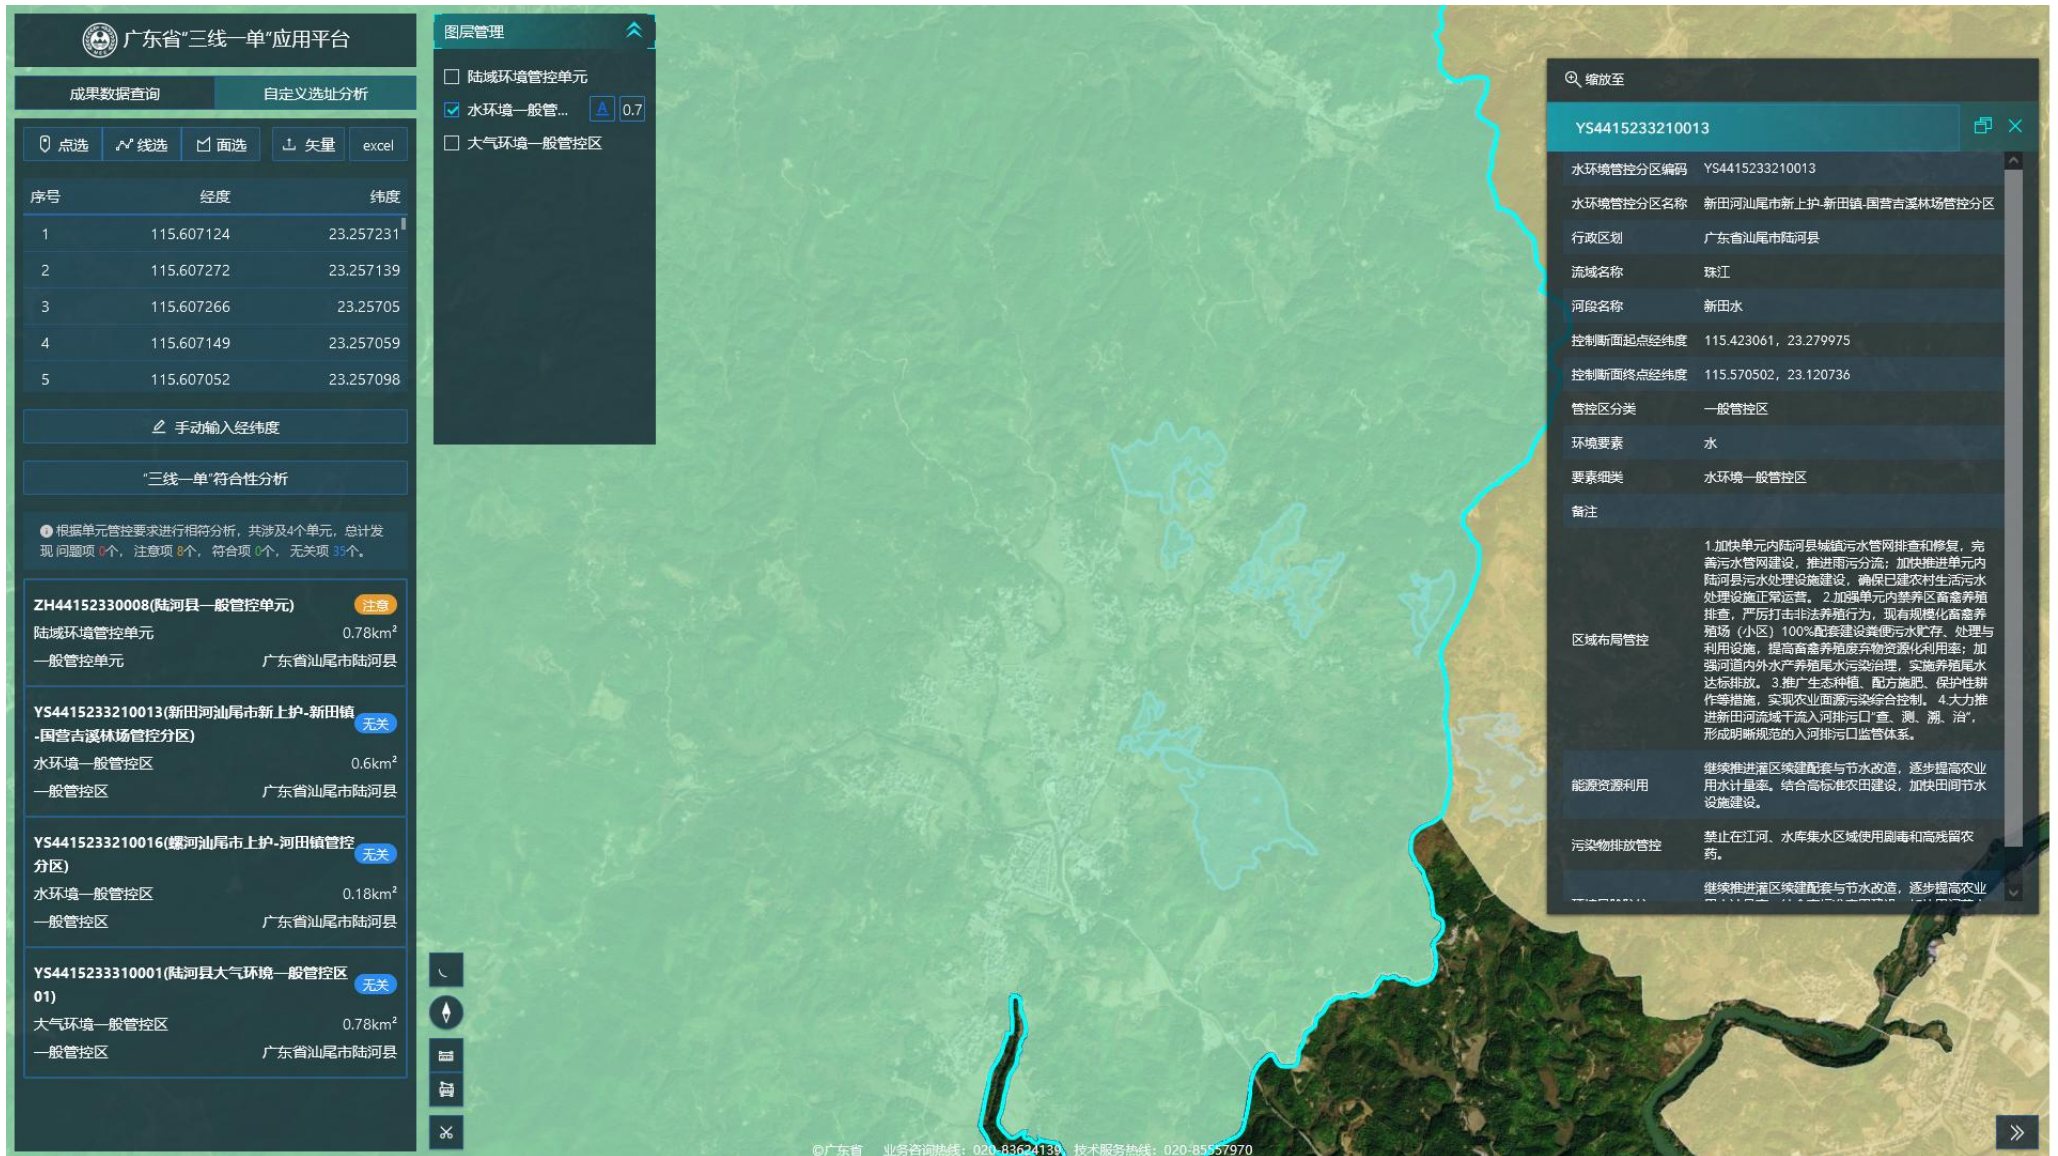 广东省“三线一单”应用平台
成果数据查询
自定义选址分析
点选
线选
面选
矢量
excel
序号 经度 纬度
1 115.607124 23.257231
2 115.607272 23.257139
3 115.607266 23.25705
4 115.607149 23.257059
5 115.607052 23.257098
手动输入经纬度
“三线一单”符合性分析
根据单元管控要求进行相符分析，共涉及4个单元，总计发
现 问题项 0个， 注意项 8个， 符合项 0个， 无关项 35个。
ZH44152330008(陆河县一般管控单元) 注意
陆域环境管控单元 0.78km²
一般管控单元 广东省汕尾市陆河县
YS4415233210013(新田河汕尾市新上护-新田镇
-国营吉溪林场管控分区) 无关
水环境一般管控区 0.6km²
一般管控区 广东省汕尾市陆河县
YS4415233210016(螺河汕尾市上护-河田镇管控
分区) 无关
水环境一般管控区 0.18km²
一般管控区 广东省汕尾市陆河县
YS4415233310001(陆河县大气环境一般管控区
01) 无关
大气环境一般管控区 0.78km²
一般管控区 广东省汕尾市陆河县
图层管理
陆域环境管控单元
水环境一般管... A 0.7
大气环境一般管控区
缩放至
YS4415233210013
水环境管控分区编码 YS4415233210013
水环境管控分区名称 新田河汕尾市新上护-新田镇-国营吉溪林场管控分区
行政区划 广东省汕尾市陆河县
流域名称 珠江
河段名称 新田水
控制断面起点经纬度 115.423061，23.279975
控制断面终点经纬度 115.570502，23.120736
管控区分类 一般管控区
环境要素 水
要素细类 水环境一般管控区
备注
区域布局管控
1.加快单元内陆河县城镇污水管网排查和修复，完
善污水管网建设，推进雨污分流；加快推进单元内
陆河县污水处理设施建设，确保已建农村生活污水
处理设施正常运营。 2.加强单元内禁养区畜禽养殖
排查，严厉打击非法养殖行为，现有规模化畜禽养
殖场（小区）100%配套建设粪便污水贮存、处理与
利用设施，提高畜禽养殖废弃物资源化利用率；加
强河道内外水产养殖尾水污染治理，实施养殖尾水
达标排放。 3.推广生态种植、配方施肥、保护性耕
作等措施，实现农业面源污染综合控制。 4.大力推
进新田河流域干流入河排污口“查、测、溯、治”，
形成明晰规范的入河排污口监管体系。
能源资源利用
继续推进灌区续建配套与节水改造，逐步提高农业
用水计量率。结合高标准农田建设，加快田间节水
设施建设。
污染物排放管控
禁止在江河、水库集水区域使用剧毒和高残留农
药。
继续推进灌区续建配套与节水改造，逐步提高农业
©广东省 业务咨询热线：020-83624139 技术服务热线：020-85557970